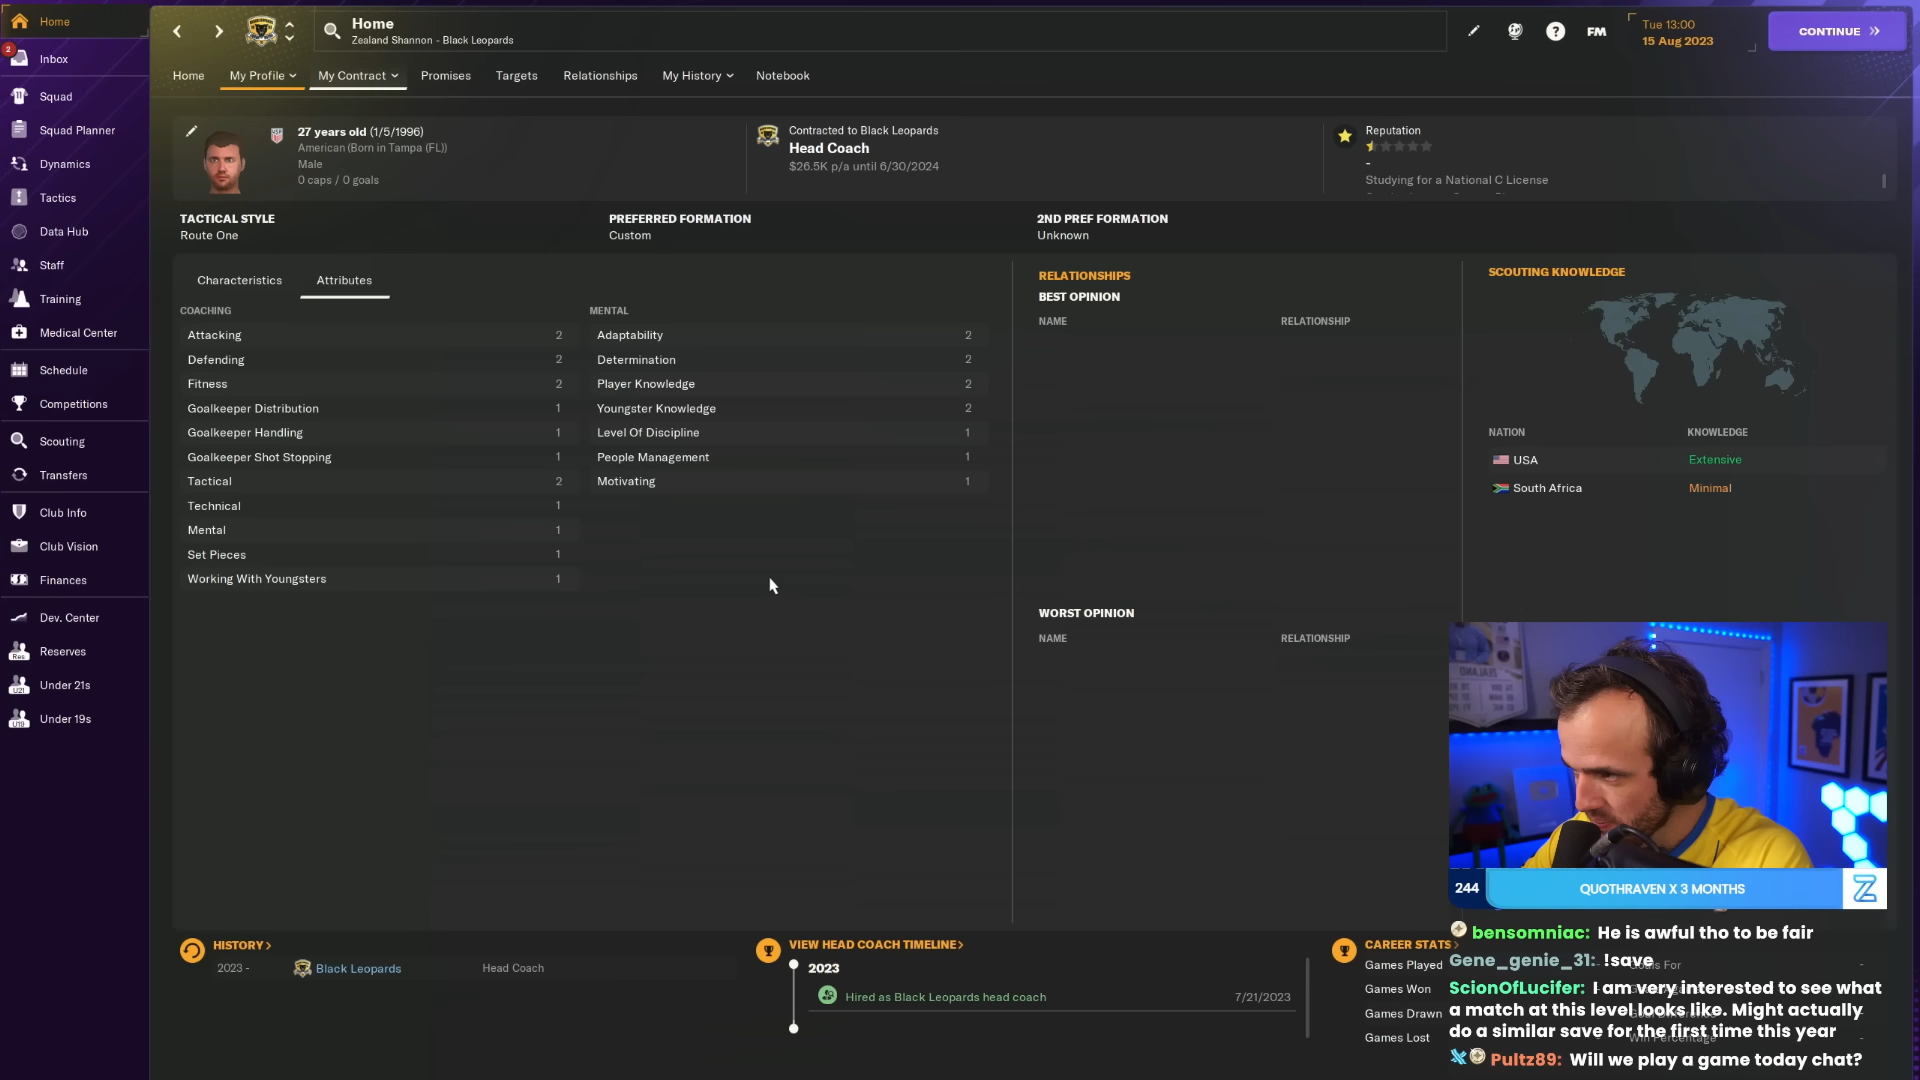 Home
2
Inbox
Squad
Squad Planner
Dynamics
Tactics
Data Hub
Staff
Training
Medical Center
Schedule
Competitions
Scouting
Transfers
Club Info
Club Vision
Finances
Dev. Center
Reserves
Under 21s
Under 19s
Home
Zealand Shannon - Black Leopards
FM
Tue 13:00
15 Aug 2023
CONTINUE
Home
My Profile
My Contract
Promises
Targets
Relationships
My History
Notebook
27 years old (1/5/1996)
American (Born in Tampa (FL))
Male
0 caps / 0 goals
Contracted to Black Leopards
Head Coach
$26.5K p/a until 6/30/2024
Reputation
-
Studying for a National C License
TACTICAL STYLE
Route One
PREFERRED FORMATION
Custom
2ND PREF FORMATION
Unknown
Characteristics
Attributes
COACHING
Attacking 2
Defending 2
Fitness 2
Goalkeeper Distribution 1
Goalkeeper Handling 1
Goalkeeper Shot Stopping 1
Tactical 2
Technical 1
Mental 1
Set Pieces 1
Working With Youngsters 1
MENTAL
Adaptability 2
Determination 2
Player Knowledge 2
Youngster Knowledge 2
Level Of Discipline 1
People Management 1
Motivating 1
RELATIONSHIPS
BEST OPINION
NAME RELATIONSHIP
WORST OPINION
NAME RELATIONSHIP
SCOUTING KNOWLEDGE
NATION KNOWLEDGE
USA Extensive
South Africa Minimal
244 QUOTHRAVEN X 3 MONTHS
HISTORY >
2023 - Black Leopards Head Coach
VIEW HEAD COACH TIMELINE >
2023
Hired as Black Leopards head coach 7/21/2023
CAREER STATS >
Games Played
Games Won
Games Drawn
Games Lost
bensomniac: He is awful tho to be fair
Gene_genie_31: !save
ScionOfLucifer: I am very interested to see what
a match at this level looks like. Might actually
do a similar save for the first time this year
Pultz89: Will we play a game today chat?